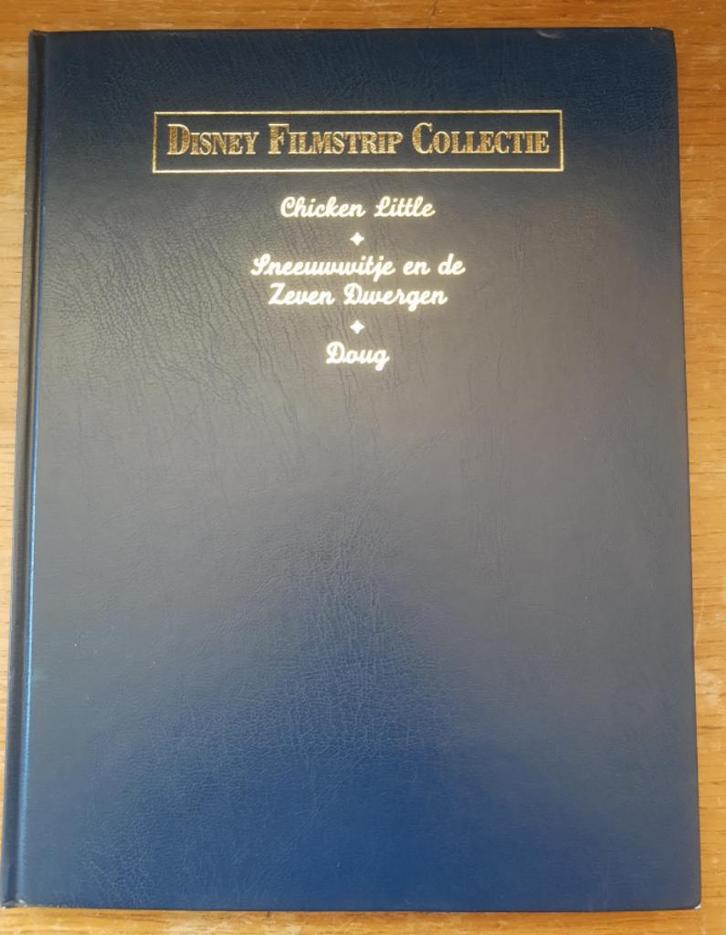 DISNEY FILMSTRIP COLLECTIE
Chicken Little
Sneeuwwitje en de
Zeven Dwergen
Doug